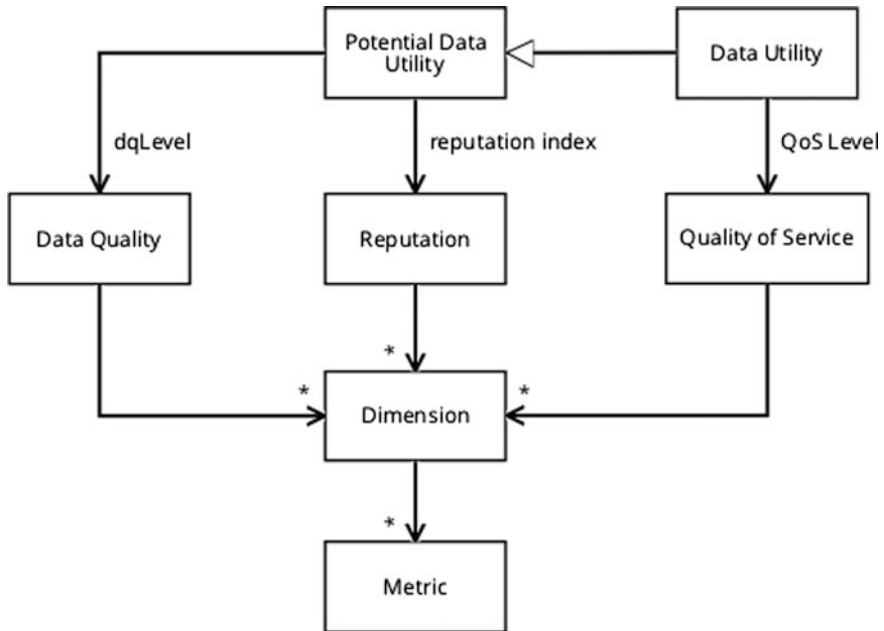 Potential Data
Utility
Data Utility
dqLevel
reputation index
QoS Level
Data Quality
Reputation
Quality of Service
*
*
*
Dimension
*
Metric